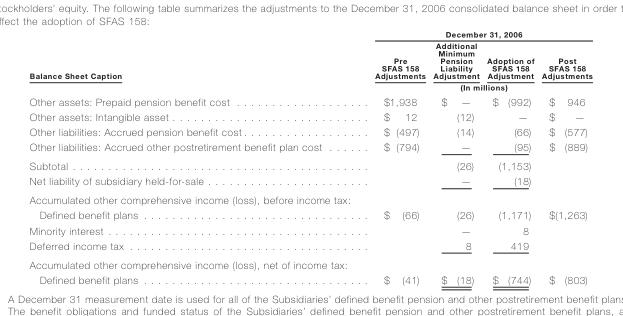 tockholders' equity. The following table summarizes the adjustments to the December 31, 2006 consolidated balance sheet in order t
ffect the adoption of SFAS 158:
December 31, 2006
Balance Sheet Caption Pre SFAS 158 Adjustments Additional Minimum Pension Liability Adjustment Adoption of SFAS 158 Adjustment Post SFAS 158 Adjustments
(In millions)
Other assets: Prepaid pension benefit cost . . . . . . . . . . . . . . . . . . . . $1,938 $ — $ (992) $ 946
Other assets: Intangible asset . . . . . . . . . . . . . . . . . . . . . . . . . . . . . $ 12 (12) — $ —
Other liabilities: Accrued pension benefit cost . . . . . . . . . . . . . . . . . . $ (497) (14) (66) $ (577)
Other liabilities: Accrued other postretirement benefit plan cost . . . . . . $ (794) — (95) $ (889)
Subtotal . . . . . . . . . . . . . . . . . . . . . . . . . . . . . . . . . . . . . . . . . . . (26) (1,153)
Net liability of subsidiary held-for-sale . . . . . . . . . . . . . . . . . . . . . . . . — (18)
Accumulated other comprehensive income (loss), before income tax:
Defined benefit plans . . . . . . . . . . . . . . . . . . . . . . . . . . . . . . . . . $ (66) (26) (1,171) $(1,263)
Minority interest . . . . . . . . . . . . . . . . . . . . . . . . . . . . . . . . . . . . . . — 8
Deferred income tax . . . . . . . . . . . . . . . . . . . . . . . . . . . . . . . . . . . 8 419
Accumulated other comprehensive income (loss), net of income tax:
Defined benefit plans . . . . . . . . . . . . . . . . . . . . . . . . . . . . . . . . . $ (41) $ (18) $ (744) $ (803)
A December 31 measurement date is used for all of the Subsidiaries' defined benefit pension and other postretirement benefit plans
The benefit obligations and funded status of the Subsidiaries' defined benefit pension and other postretirement benefit plans, a